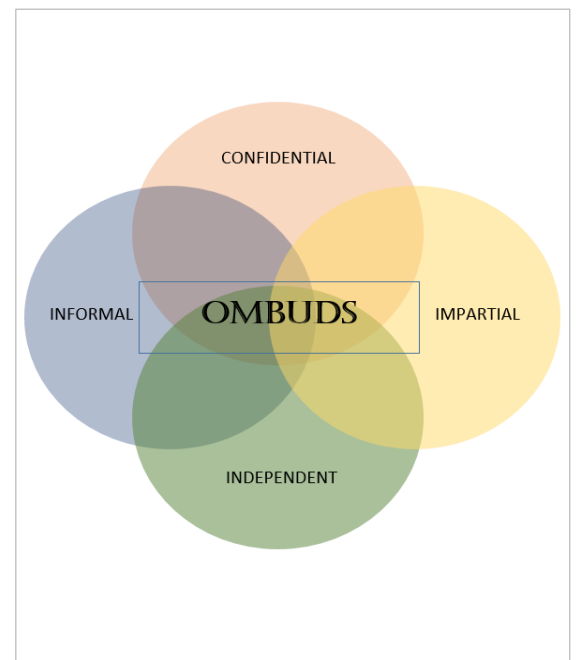 CONFIDENTIAL
INFORMAL
OMBUDS
IMPARTIAL
INDEPENDENT